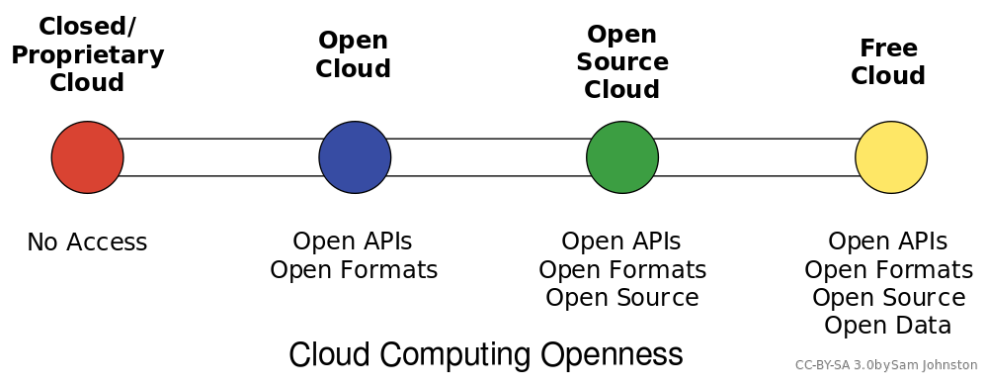 Closed/
Proprietary
Cloud
Open
Cloud
Open
Source
Cloud
Free
Cloud
No Access
Open APIs
Open Formats
Open APIs
Open Formats
Open Source
Open APIs
Open Formats
Open Source
Open Data
Cloud Computing Openness
CC-BY-SA 3.0bySam Johnston